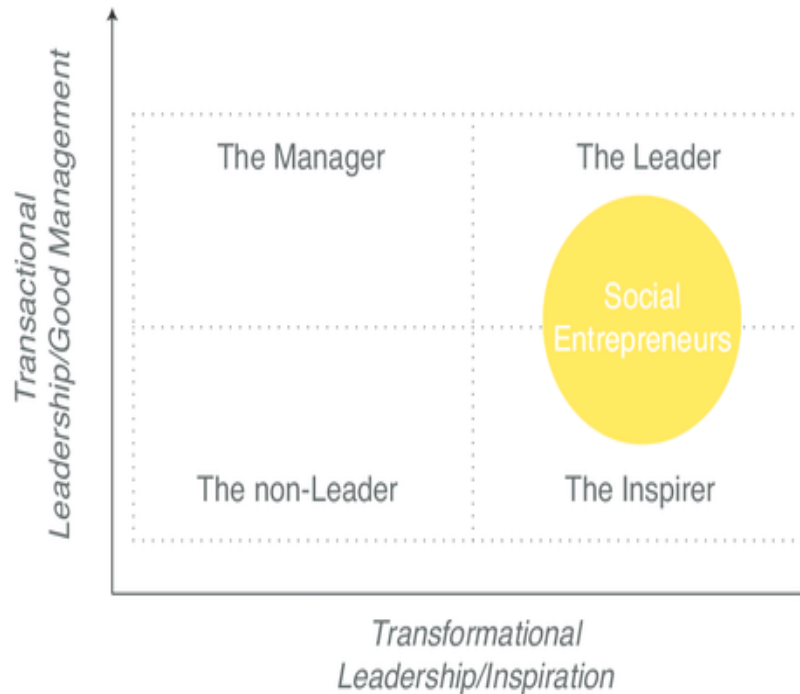 Transactional
Leadership/Good Management
The Manager
The Leader
Social
Entrepreneurs
The non-Leader
The Inspirer
Transformational
Leadership/Inspiration